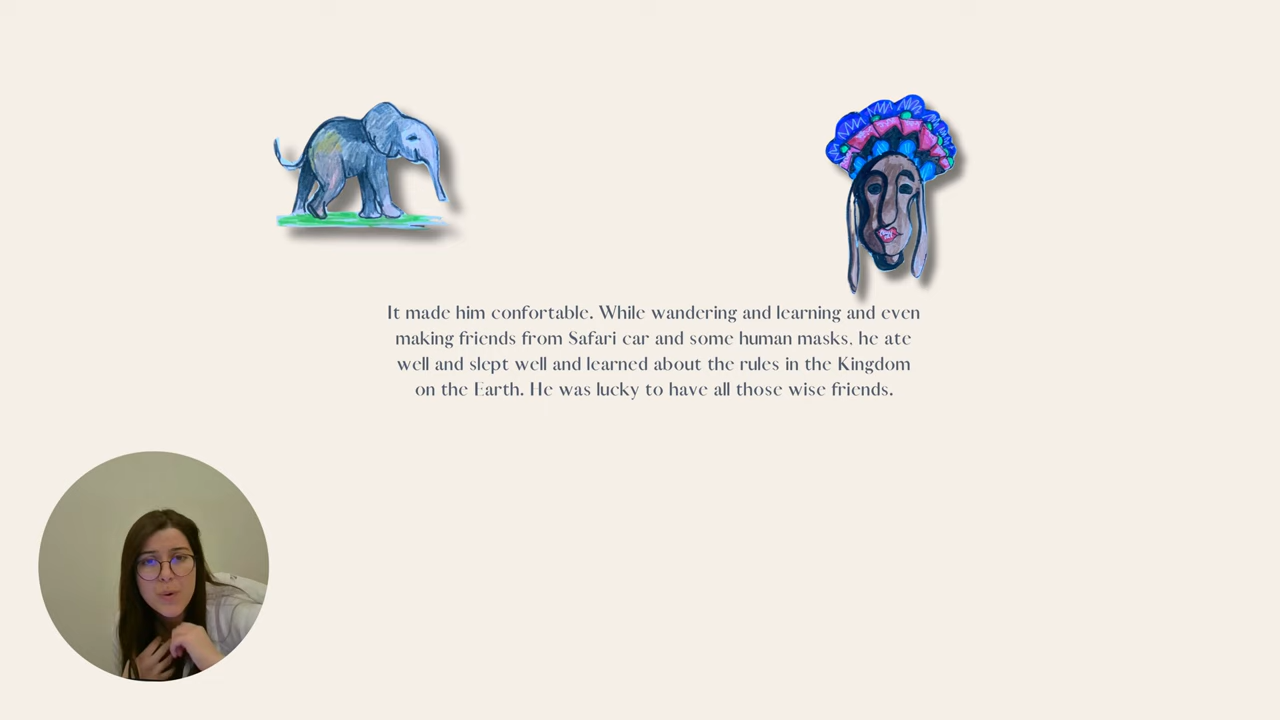 It made him confortable. While wandering and learning and even
making friends from Safari car and some human masks, he ate
well and slept well and learned about the rules in the Kingdom
on the Earth. He was lucky to have all those wise friends.